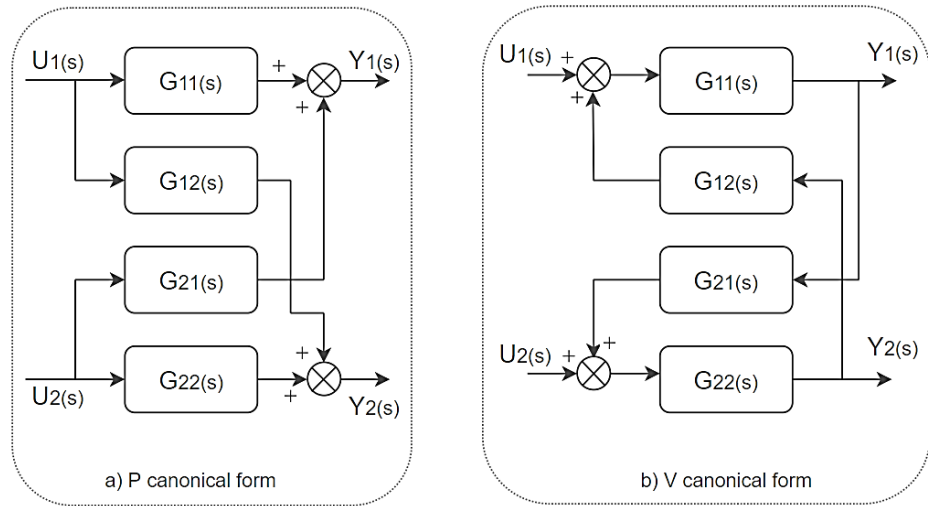 U1(s)
G11(s)
+
+
Y1(s)
G12(s)
G21(s)
U2(s)
G22(s)
+
+
Y2(s)
a) P canonical form
U1(s)
+
+
G11(s)
Y1(s)
G12(s)
G21(s)
U2(s)
+
+
G22(s)
Y2(s)
b) V canonical form